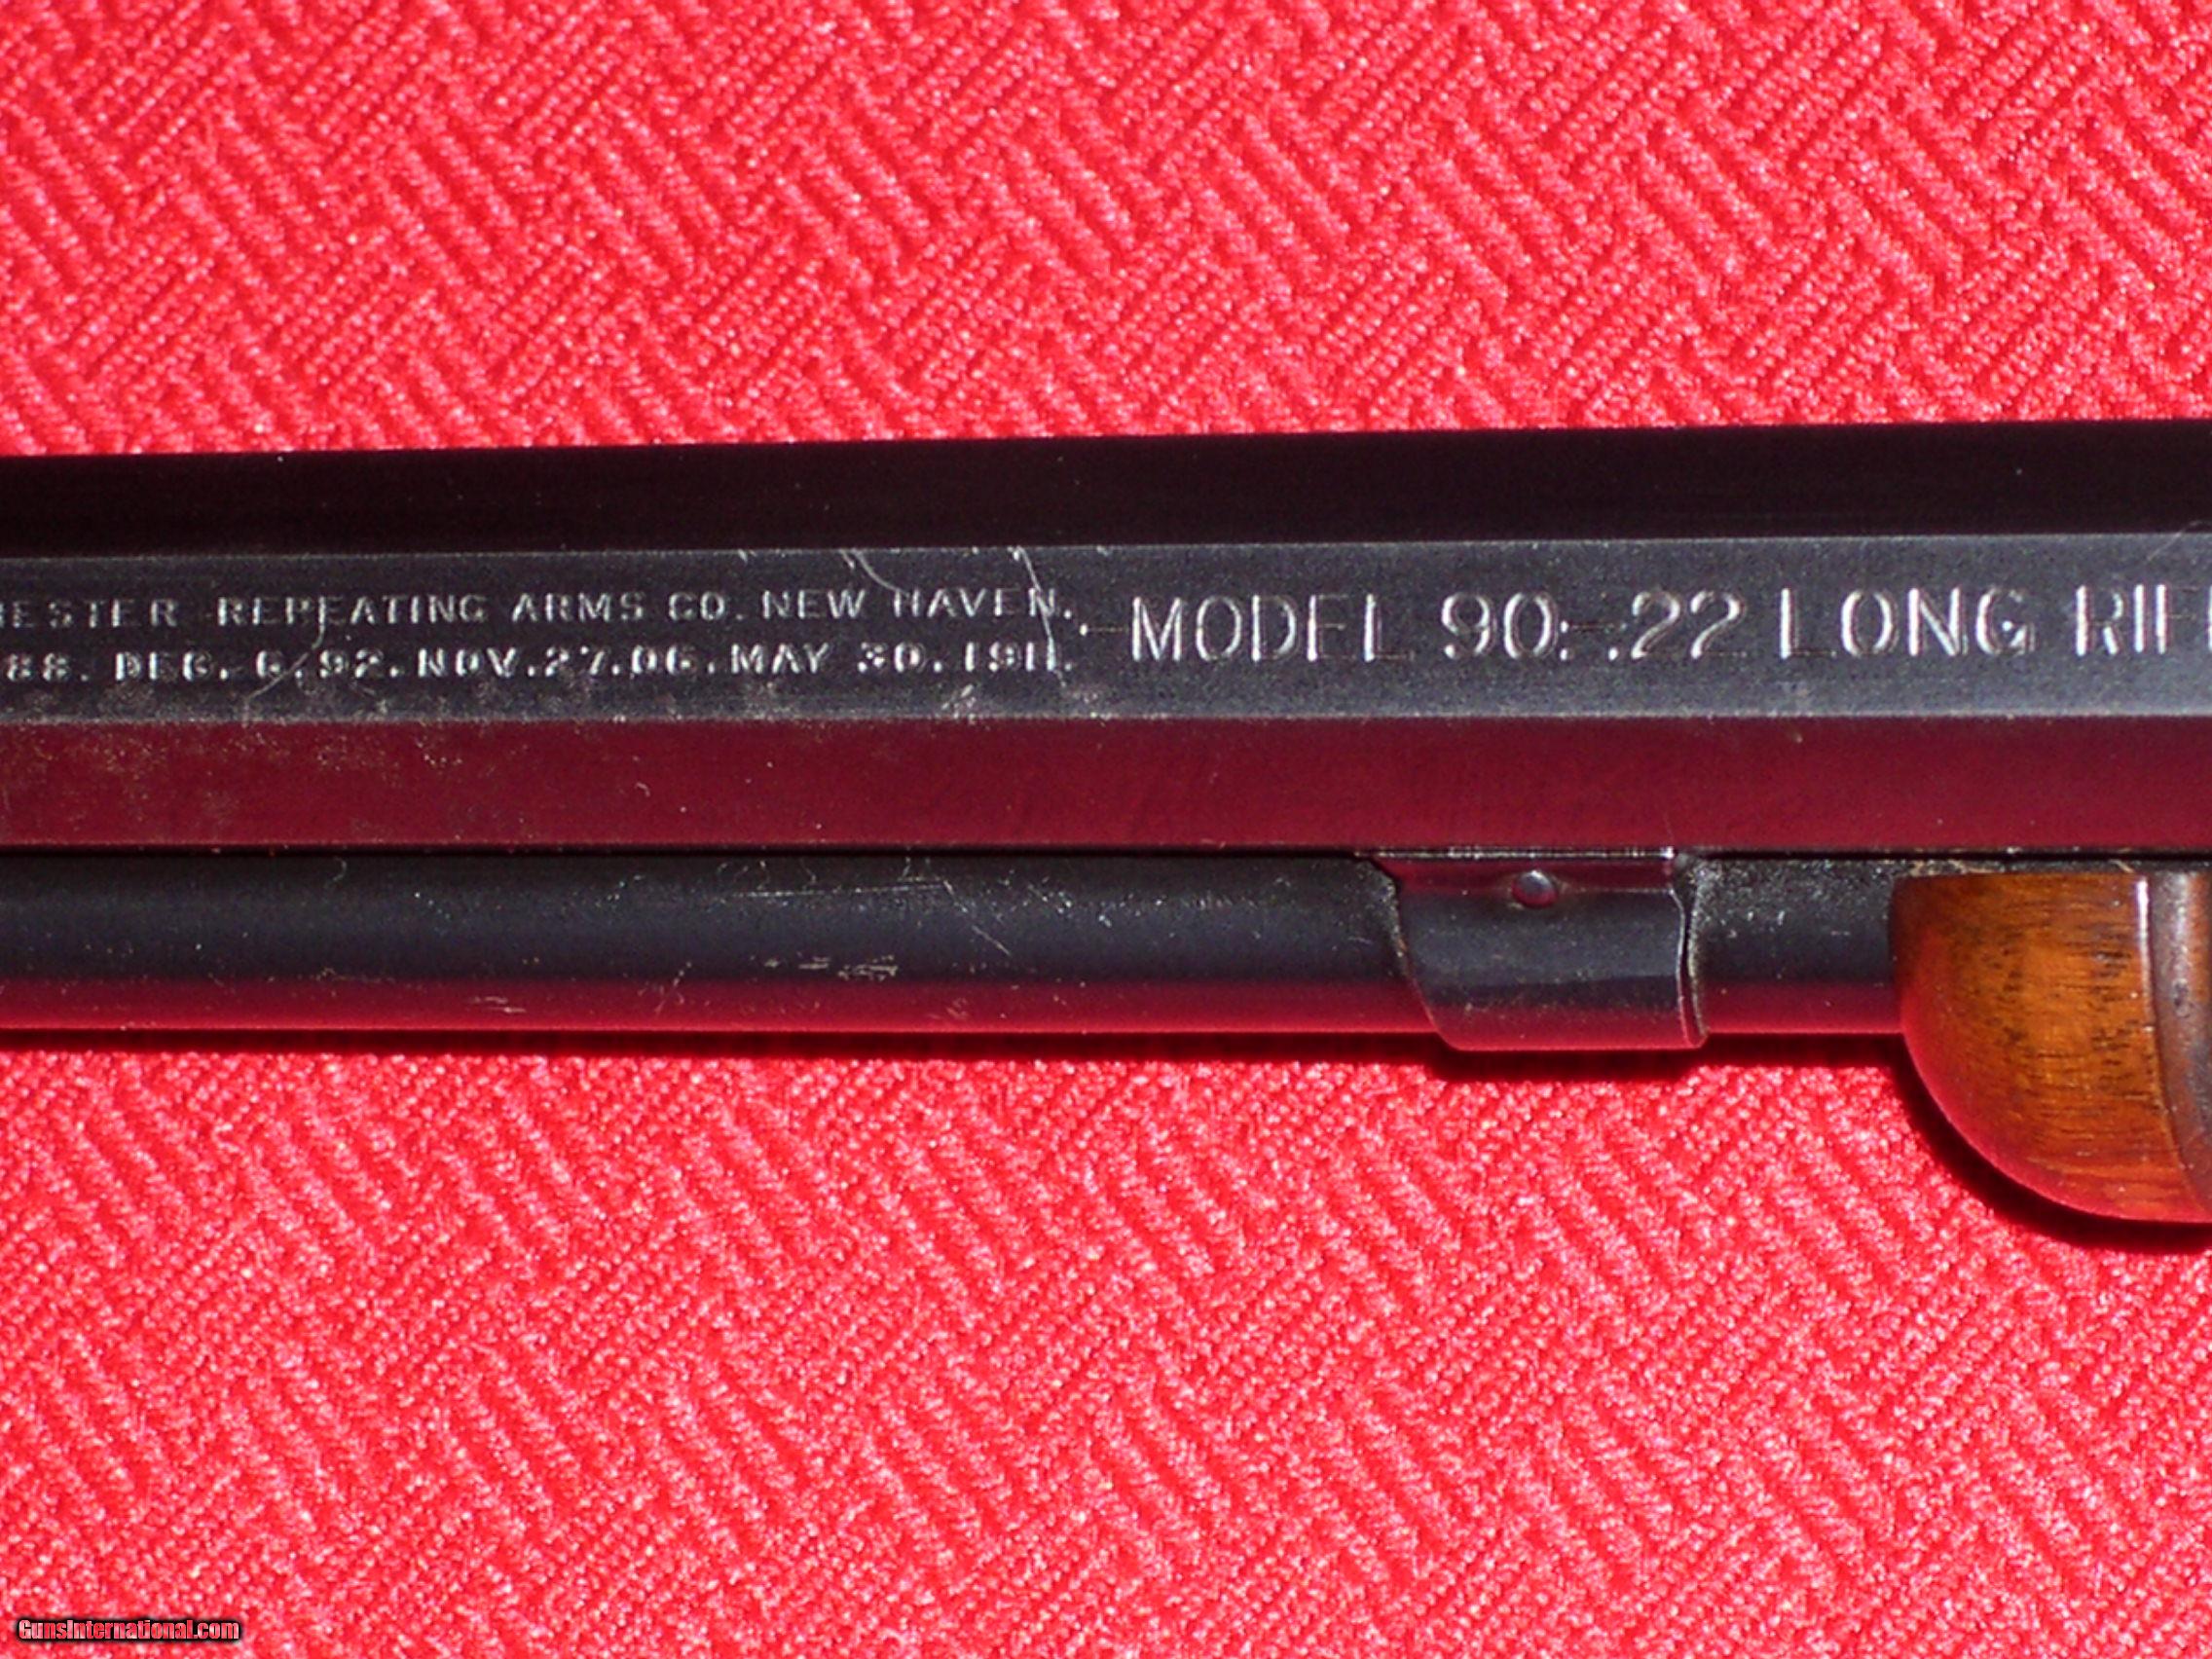 HESTER REPEATING ARMS CO. NEW HAVEN.
88. DEC. 6. 92. NOV. 27. 06. MAY 30. 1911.
-MODEL 90:-.22 LONG RIF
GunsInternational.com